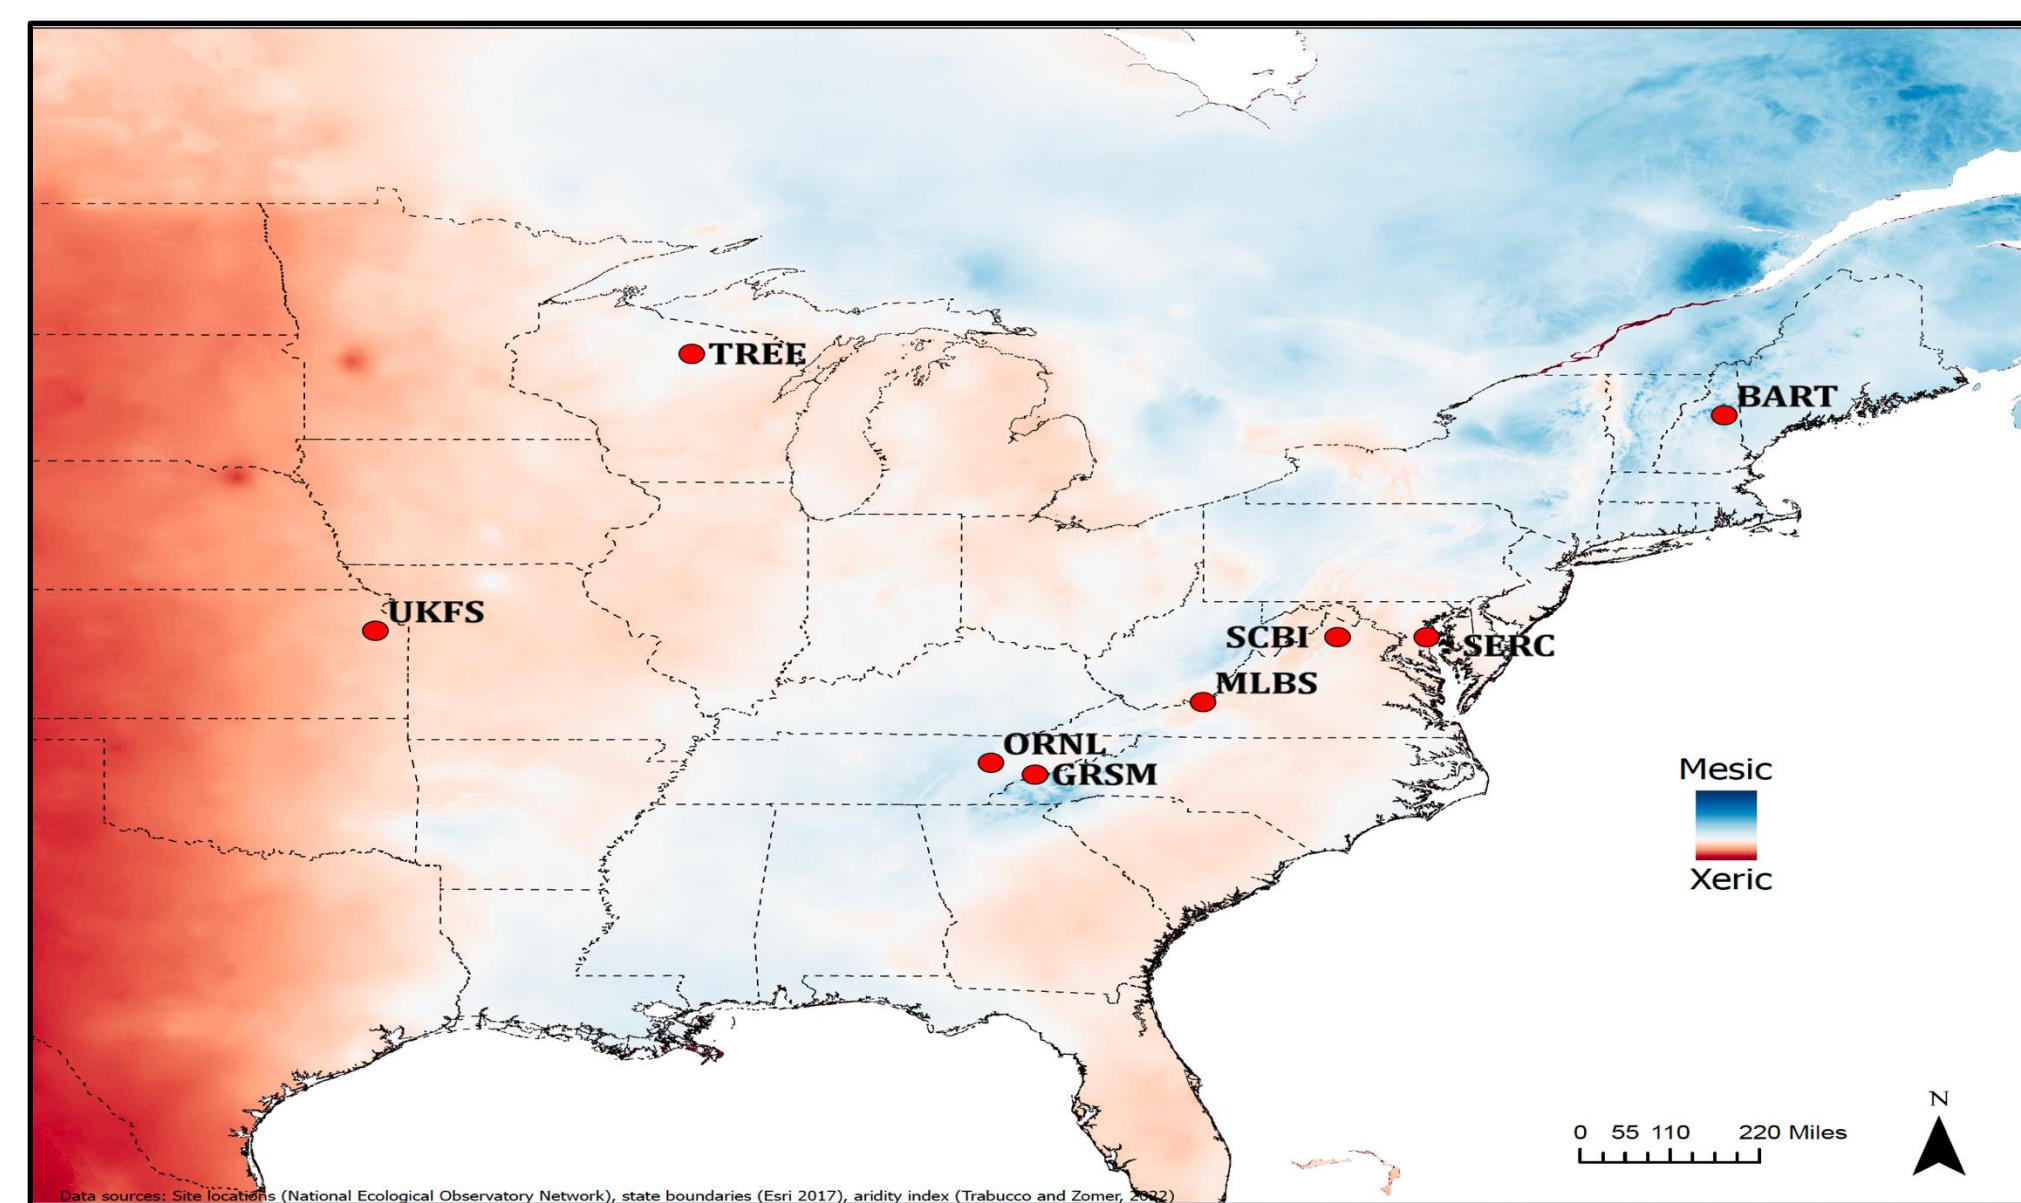 TREE
BART
UKFS
SCBI
SERC
MLBS
ORNL
GRSM
Mesic
Xeric
N
0 55 110 220 Miles
Data sources: Site locations (National Ecological Observatory Network), state boundaries (Esri 2017), aridity index (Trabucco and Zomer, 2022)